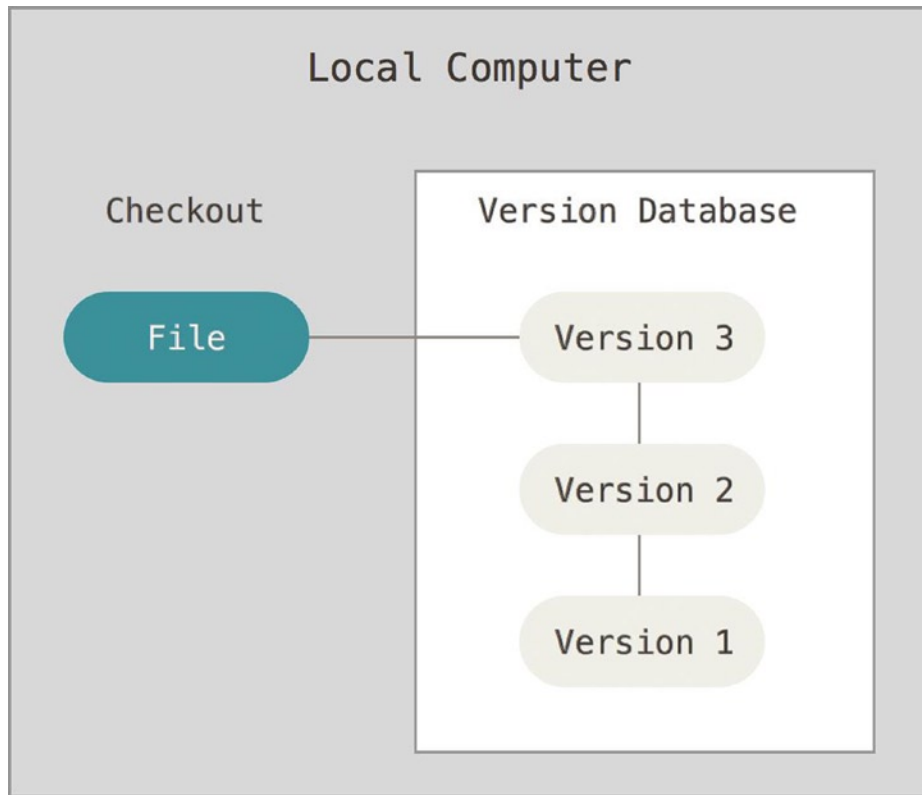 Local Computer
Checkout
Version Database
File
Version 3
Version 2
Version 1